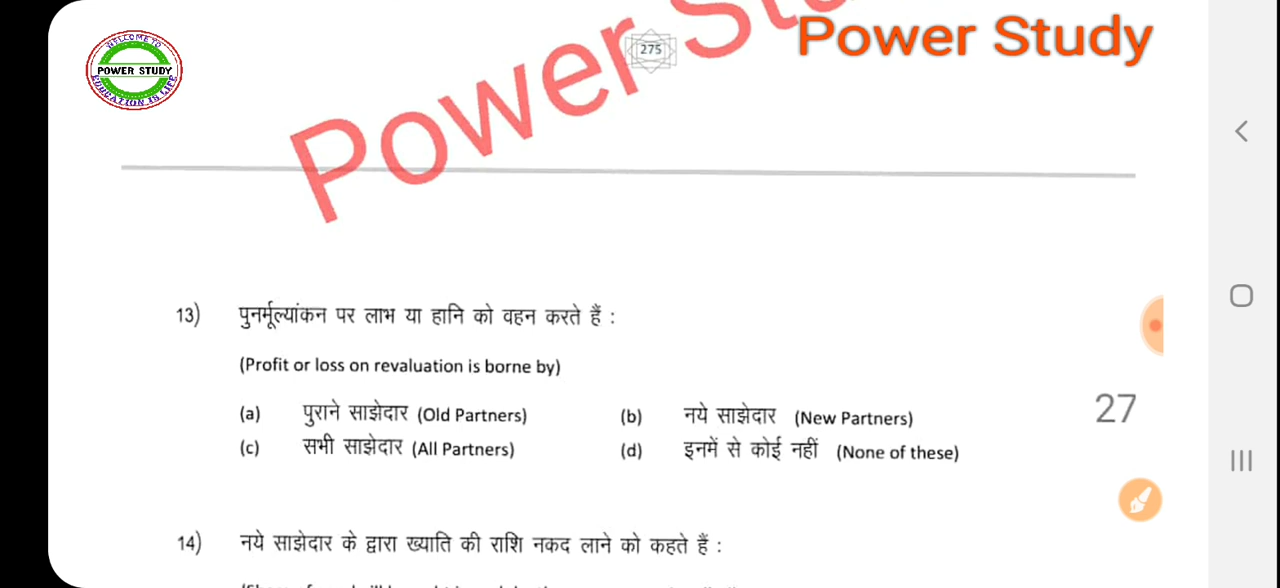 Power Study
WELCOME TO
POWER STUDY
EDUCATION IS LIFE
275
Power Stu
13) पुनर्मूल्यांकन पर लाभ या हानि को वहन करते हैं :
(Profit or loss on revaluation is borne by)
(a) पुराने साझेदार (Old Partners) (b) नये साझेदार (New Partners)
27
(c) सभी साझेदार (All Partners) (d) इनमें से कोई नहीं (None of these)
14) नये साझेदार के द्वारा ख्याति की राशि नकद लाने को कहते हैं :